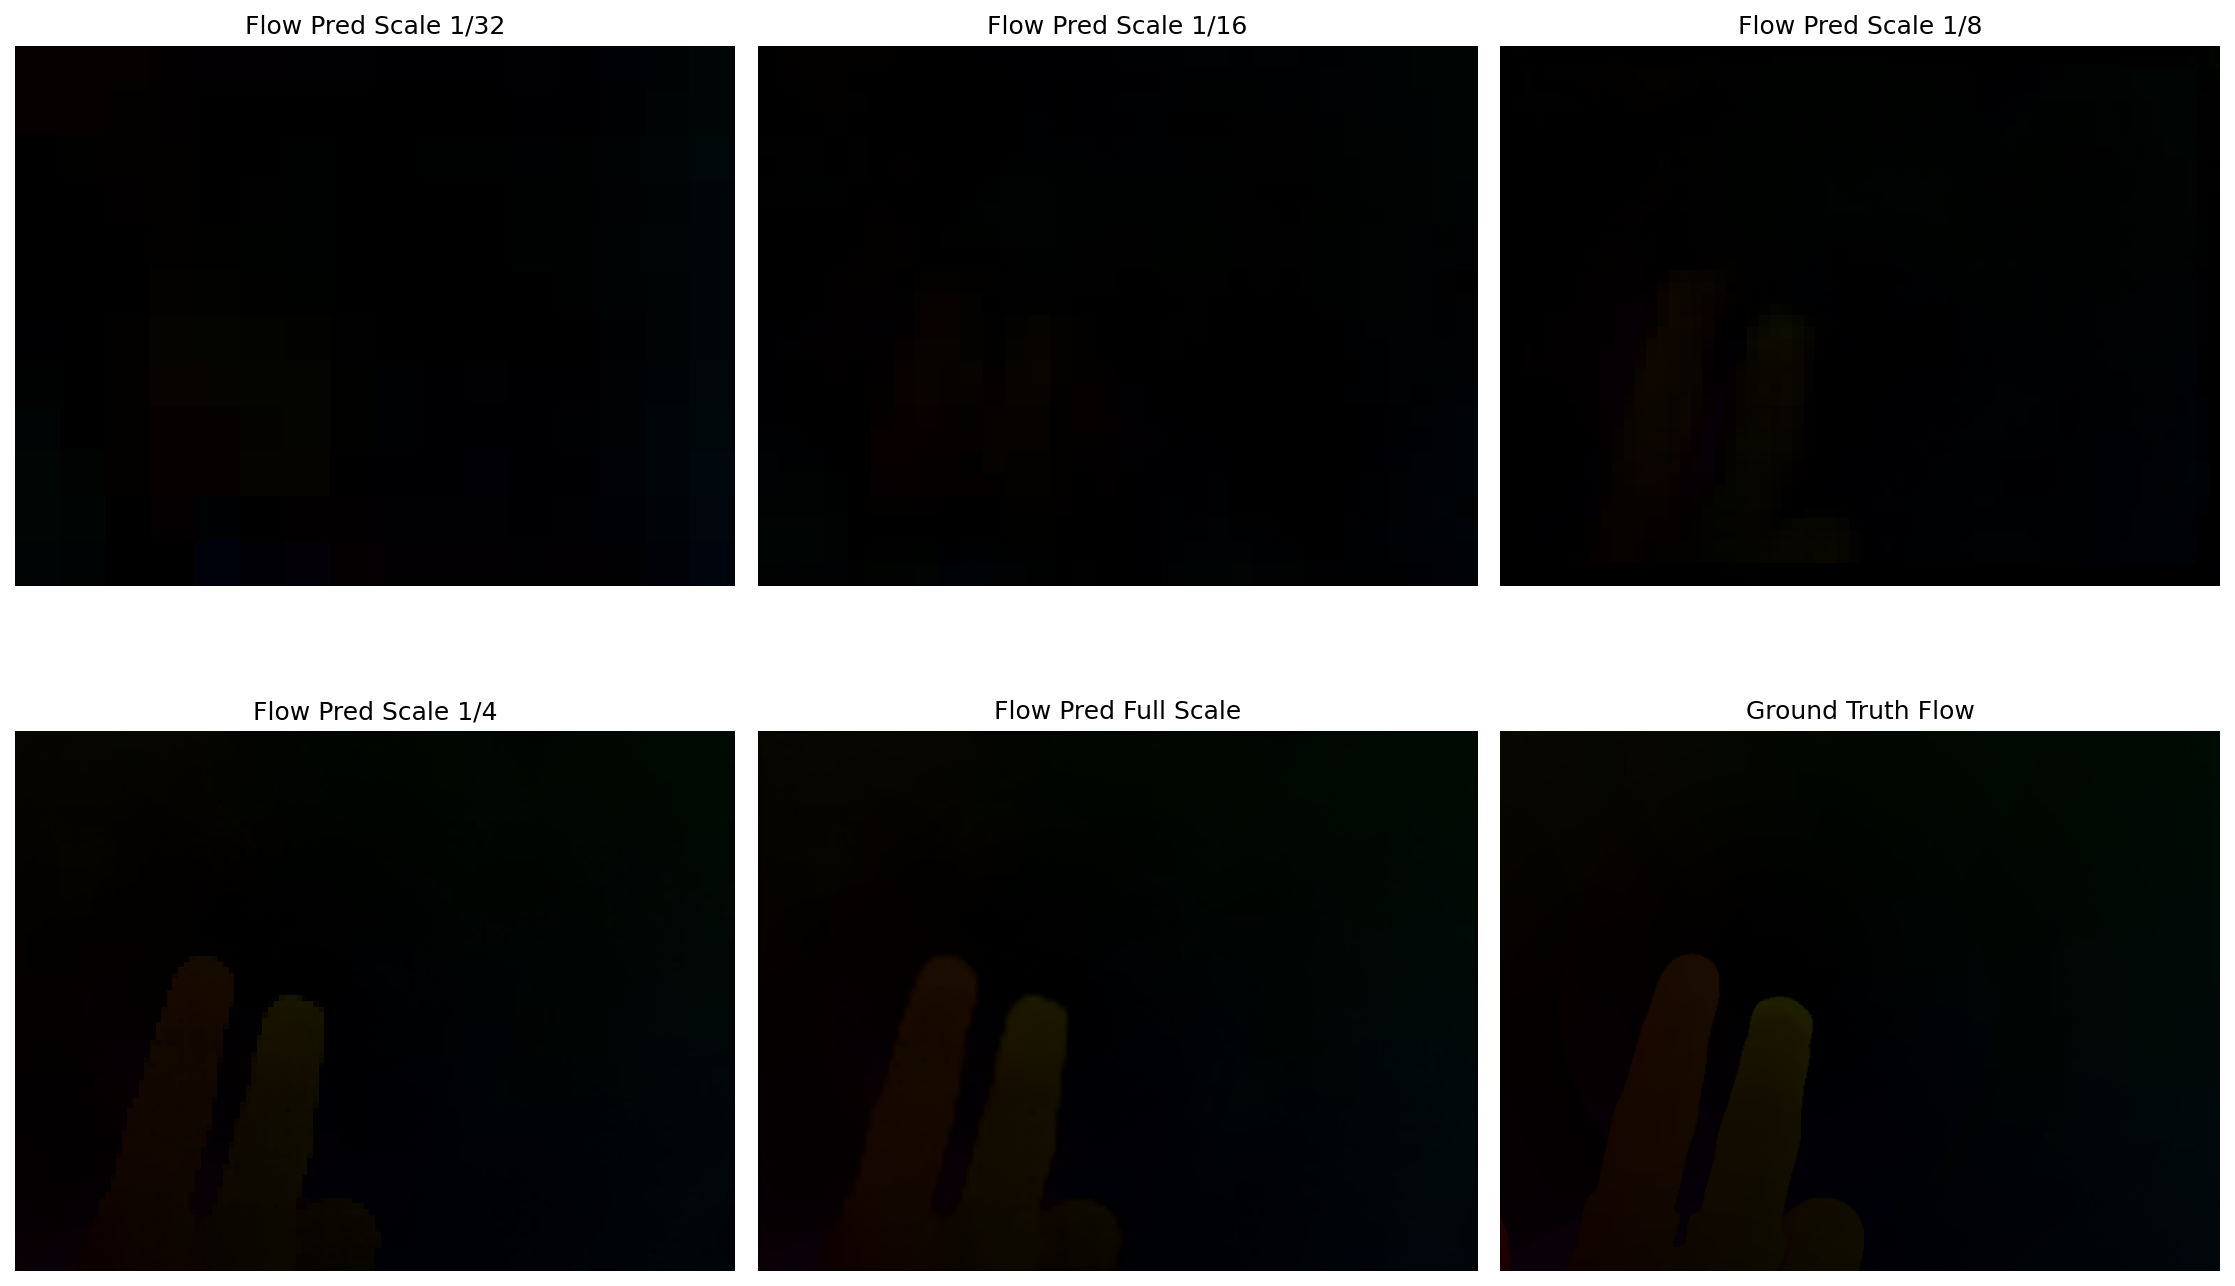 Flow Pred Scale 1/32
Flow Pred Scale 1/16
Flow Pred Scale 1/8
Flow Pred Scale 1/4
Flow Pred Full Scale
Ground Truth Flow